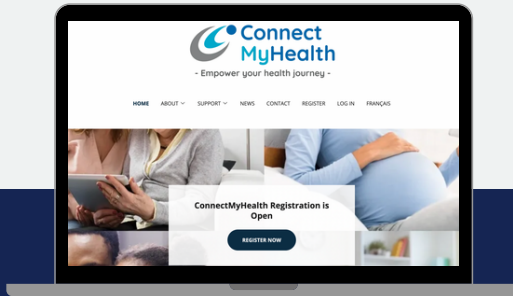 Connect
MyHealth
- Empower your health journey -
HOME ABOUT SUPPORT NEWS CONTACT REGISTER LOG IN FRANÇAIS
ConnectMyHealth Registration is
Open
REGISTER NOW